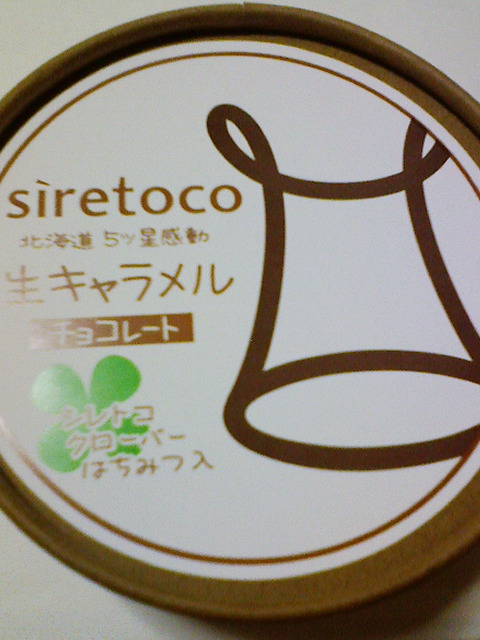 sìretoco
北海道 5ツ星感動
生キャラメル
チョコレート
シレトコ
クローバー
はちみつ入